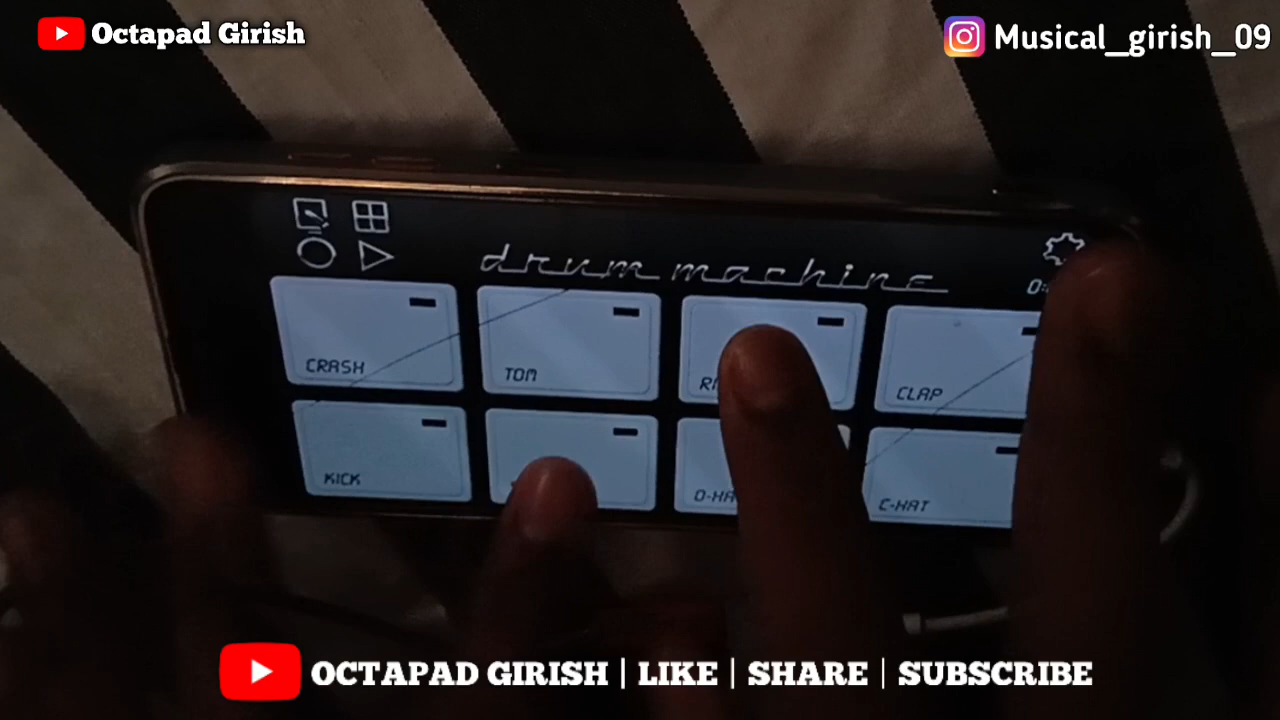 Octapad Girish
Musical_girish_09
drum machine
CRASH
TOM
CLAP
KICK
C-HAT
OCTAPAD GIRISH | LIKE | SHARE | SUBSCRIBE